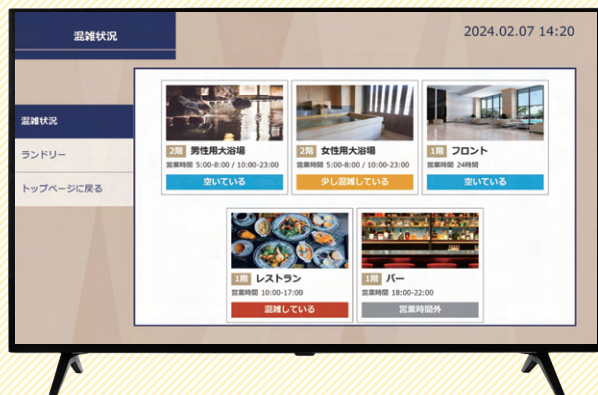 混雑状況
2024.02.07 14:20
混雑状況
ランドリー
トップページに戻る
2階 男性用大浴場
営業時間 5:00-8:00 / 10:00-23:00
空いている
2階 女性用大浴場
営業時間 5:00-8:00 / 10:00-23:00
少し混雑している
1階 フロント
営業時間 24時間
空いている
1階 レストラン
営業時間 10:00-17:00
混雑している
1階 バー
営業時間 18:00-22:00
営業時間外